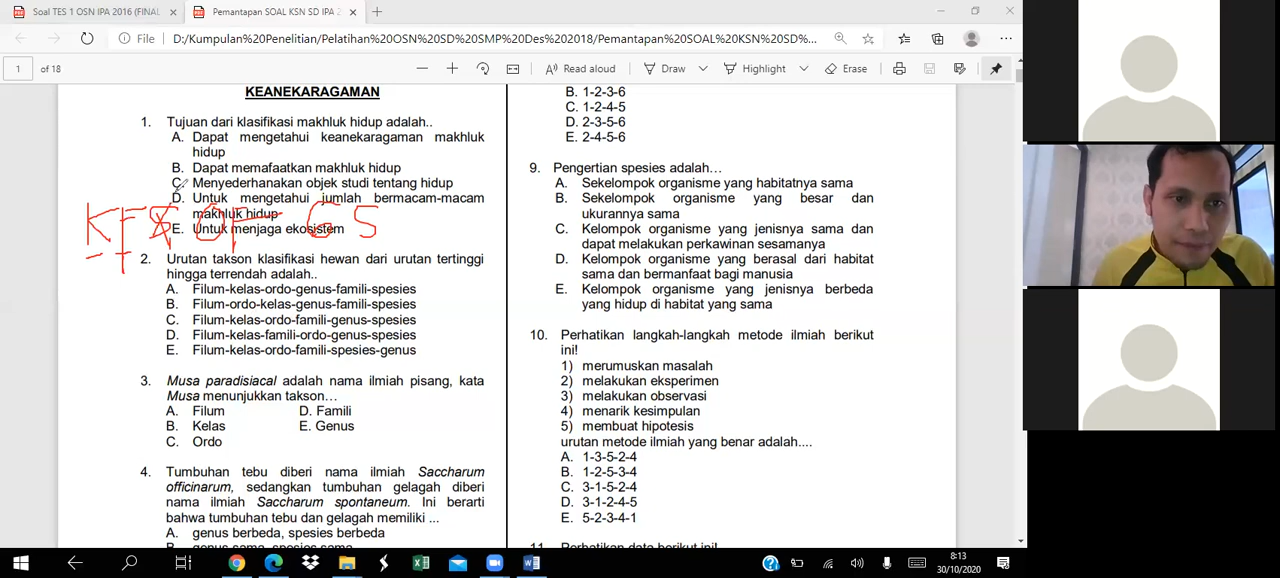 Soal TES 1 OSN IPA 2016 (FINAL
Pemantapan SOAL KSN SD IPA 2
File
D:/Kumpulan%20Penelitian/Pelatihan%20OSN%20SD%20SMP%20Des%202018/Pemantapan%20SOAL%20KSN%20SD%...
1 of 18
Read aloud
Draw
Highlight
Erase
KEANEKARAGAMAN
1. Tujuan dari klasifikasi makhluk hidup adalah..
A. Dapat mengetahui keanekaragaman makhluk
hidup
B. Dapat memafaatkan makhluk hidup
C. Menyederhanakan objek studi tentang hidup
D. Untuk mengetahui jumlah bermacam-macam
makhluk hidup
E. Untuk menjaga ekosistem
2. Urutan takson klasifikasi hewan dari urutan tertinggi
hingga terrendah adalah..
A. Filum-kelas-ordo-genus-famili-spesies
B. Filum-ordo-kelas-genus-famili-spesies
C. Filum-kelas-ordo-famili-genus-spesies
D. Filum-kelas-famili-ordo-genus-spesies
E. Filum-kelas-ordo-famili-spesies-genus
3. Musa paradisiacal adalah nama ilmiah pisang, kata
Musa menunjukkan takson…
A. Filum D. Famili
B. Kelas E. Genus
C. Ordo
4. Tumbuhan tebu diberi nama ilmiah Saccharum
officinarum, sedangkan tumbuhan gelagah diberi
nama ilmiah Saccharum spontaneum. Ini berarti
bahwa tumbuhan tebu dan gelagah memiliki ...
A. genus berbeda, spesies berbeda
B. genus sama, spesies sama
B. 1-2-3-6
C. 1-2-4-5
D. 2-3-5-6
E. 2-4-5-6
9. Pengertian spesies adalah…
A. Sekelompok organisme yang habitatnya sama
B. Sekelompok organisme yang besar dan
ukurannya sama
C. Kelompok organisme yang jenisnya sama dan
dapat melakukan perkawinan sesamanya
D. Kelompok organisme yang berasal dari habitat
sama dan bermanfaat bagi manusia
E. Kelompok organisme yang jenisnya berbeda
yang hidup di habitat yang sama
10. Perhatikan langkah-langkah metode ilmiah berikut
ini!
1) merumuskan masalah
2) melakukan eksperimen
3) melakukan observasi
4) menarik kesimpulan
5) membuat hipotesis
urutan metode ilmiah yang benar adalah....
A. 1-3-5-2-4
B. 1-2-5-3-4
C. 3-1-5-2-4
D. 3-1-2-4-5
E. 5-2-3-4-1
11. Perhatikan data berikut ini!
8:13
30/10/2020